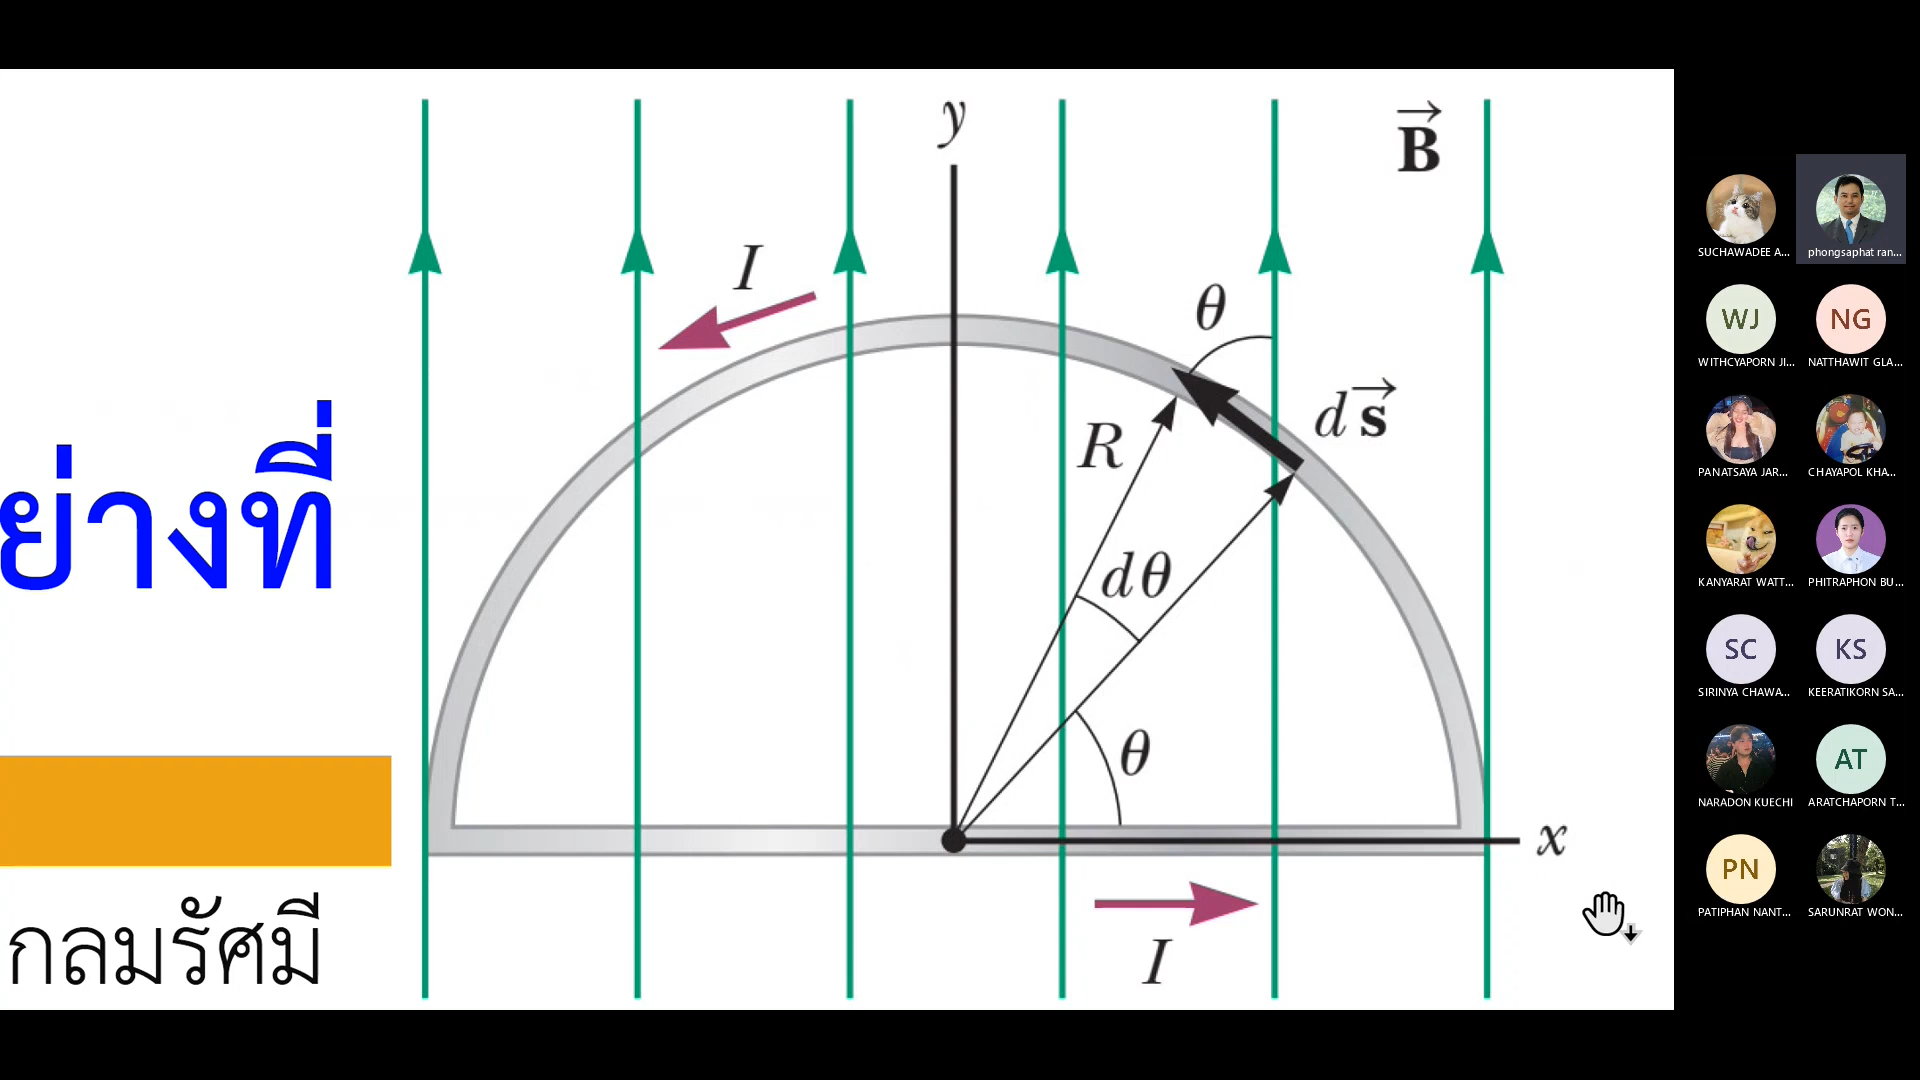 y
B
I
θ
ds
R
dθ
θ
x
I
ย่างที่
กลมรัศมี
SUCHAWADEE A...
phongsaphat ran...
WJ
NG
WITHCYAPORN JI...
NATTHAWIT GLA...
PANATSAYA JAR...
CHAYAPOL KHA...
KANYARAT WATT...
PHITRAPHON BU...
SC
KS
SIRINYA CHAWA...
KEERATIKORN SA...
AT
NARADON KUECHI
ARATCHAPORN T...
PN
PATIPHAN NANT...
SARUNRAT WON...